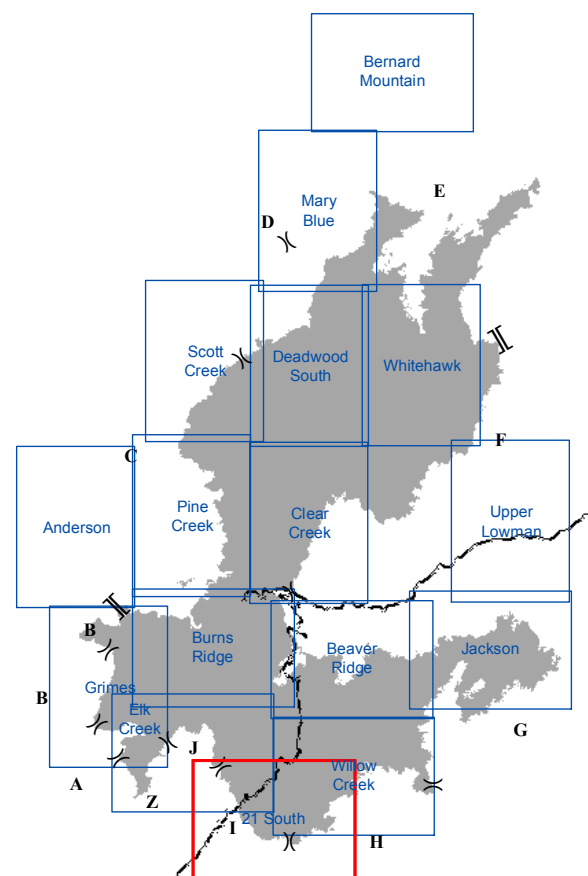 Bernard
Mountain
E
Mary
Blue
D
Scott
Creek
Deadwood
South
Whitehawk
][
F
C
Anderson
Pine
Creek
Clear
Creek
Upper
Lowman
][
B
Burns
Ridge
Beaver
Ridge
Jackson
B
Grimes
Elk
Creek
G
J
A
Z
Willow
Creek
I
21 South
H